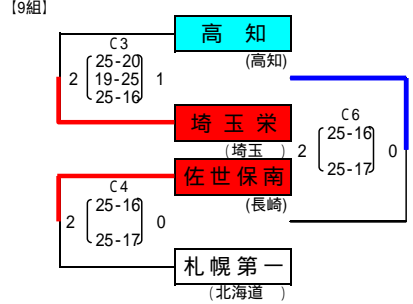 【9組】
高知
(高知)
C3
2 25-20 1
19-25
25-16
埼玉栄
(埼玉 )
C6
2 25-16 0
25-17
佐世保南
(長崎)
C4
2 25-16 0
25-17
札幌第一
(北海道 )